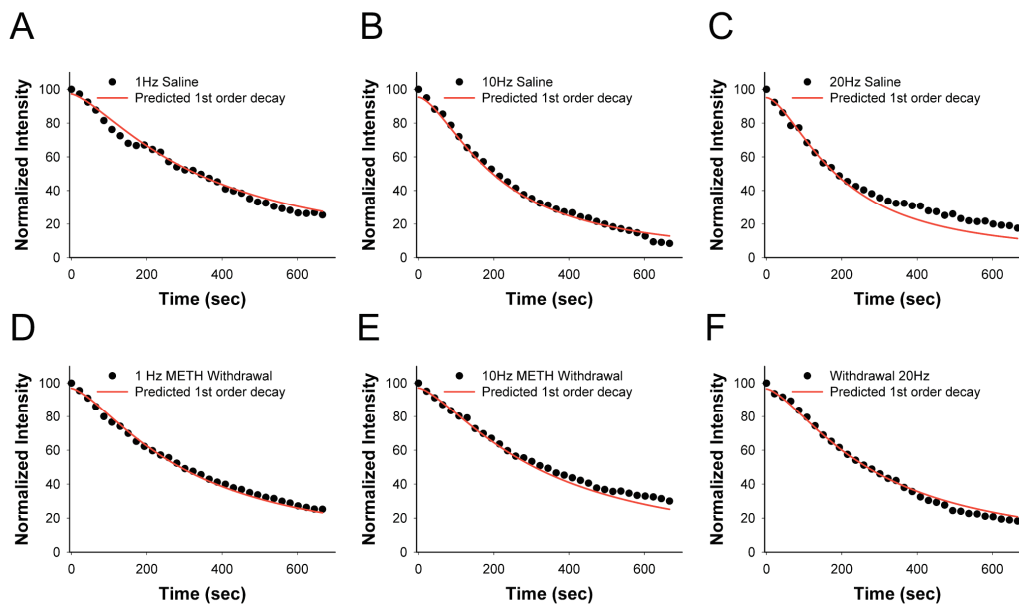 A
B
C
1Hz Saline
Predicted 1st order decay
10Hz Saline
Predicted 1st order decay
20Hz Saline
Predicted 1st order decay
Normalized Intensity
100
80
60
40
20
0
0 200 400 600
Time (sec)
Normalized Intensity
100
80
60
40
20
0
0 200 400 600
Time (sec)
Normalized Intensity
100
80
60
40
20
0
0 200 400 600
Time (sec)
D
E
F
1 Hz METH Withdrawal
Predicted 1st order decay
10Hz METH Withdrawal
Predicted 1st order decay
Withdrawal 20Hz
Predicted 1st order decay
Normalized Intensity
100
80
60
40
20
0
0 200 400 600
Time (sec)
Normalized Intensity
100
80
60
40
20
0
0 200 400 600
Time (sec)
Normalized Intensity
100
80
60
40
20
0
0 200 400 600
Time (sec)